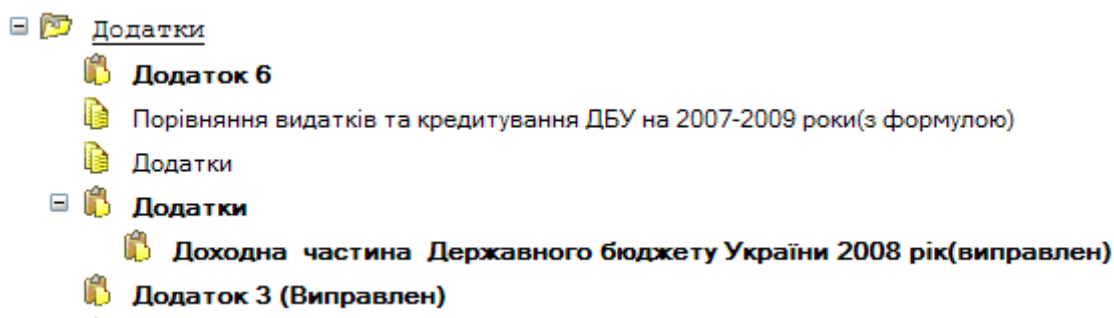 Додатки
Додаток 6
Порівняння видатків та кредитування ДБУ на 2007-2009 роки(з формулою)
Додатки
Додатки
Доходна частина Державного бюджету України 2008 рік(виправлен)
Додаток 3 (Виправлен)